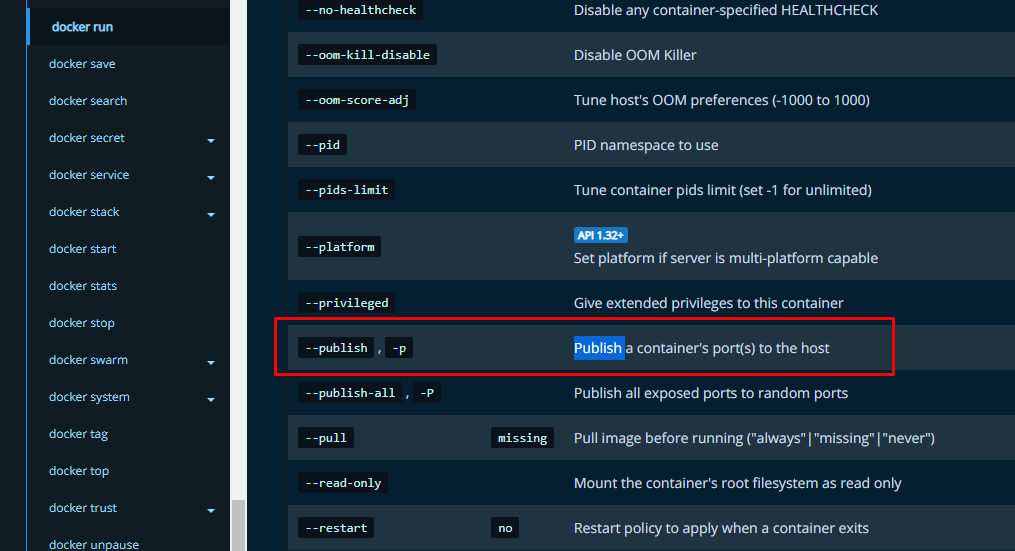 docker run
docker save
docker search
docker secret
docker service
docker stack
docker start
docker stats
docker stop
docker swarm
docker system
docker tag
docker top
docker trust
docker unpause
--no-healthcheck Disable any container-specified HEALTHCHECK
--oom-kill-disable Disable OOM Killer
--oom-score-adj Tune host's OOM preferences (-1000 to 1000)
--pid PID namespace to use
--pids-limit Tune container pids limit (set -1 for unlimited)
API 1.32+
--platform Set platform if server is multi-platform capable
--privileged Give extended privileges to this container
--publish , -p Publish a container's port(s) to the host
--publish-all , -P Publish all exposed ports to random ports
--pull missing Pull image before running ("always"|"missing"|"never")
--read-only Mount the container's root filesystem as read only
--restart no Restart policy to apply when a container exits